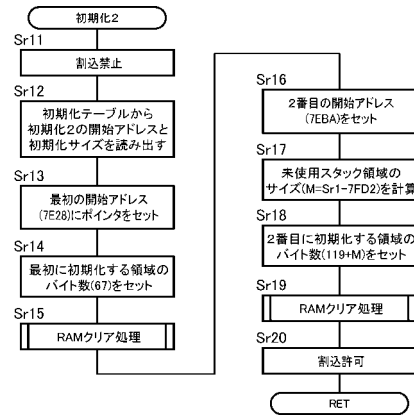 初期化2
Sr11
割込禁止
Sr12
初期化テーブルから
初期化2の開始アドレスと
初期化サイズを読み出す
Sr13
最初の開始アドレス
(7E28)にポインタをセット
Sr14
最初に初期化する領域の
バイト数(67)をセット
Sr15
RAMクリア処理
Sr16
2番目の開始アドレス
(7EBA)をセット
Sr17
未使用スタック領域の
サイズ(M=Sr1-7FD2)を計算
Sr18
2番目に初期化する領域の
バイト数(119+M)をセット
Sr19
RAMクリア処理
Sr20
割込許可
RET